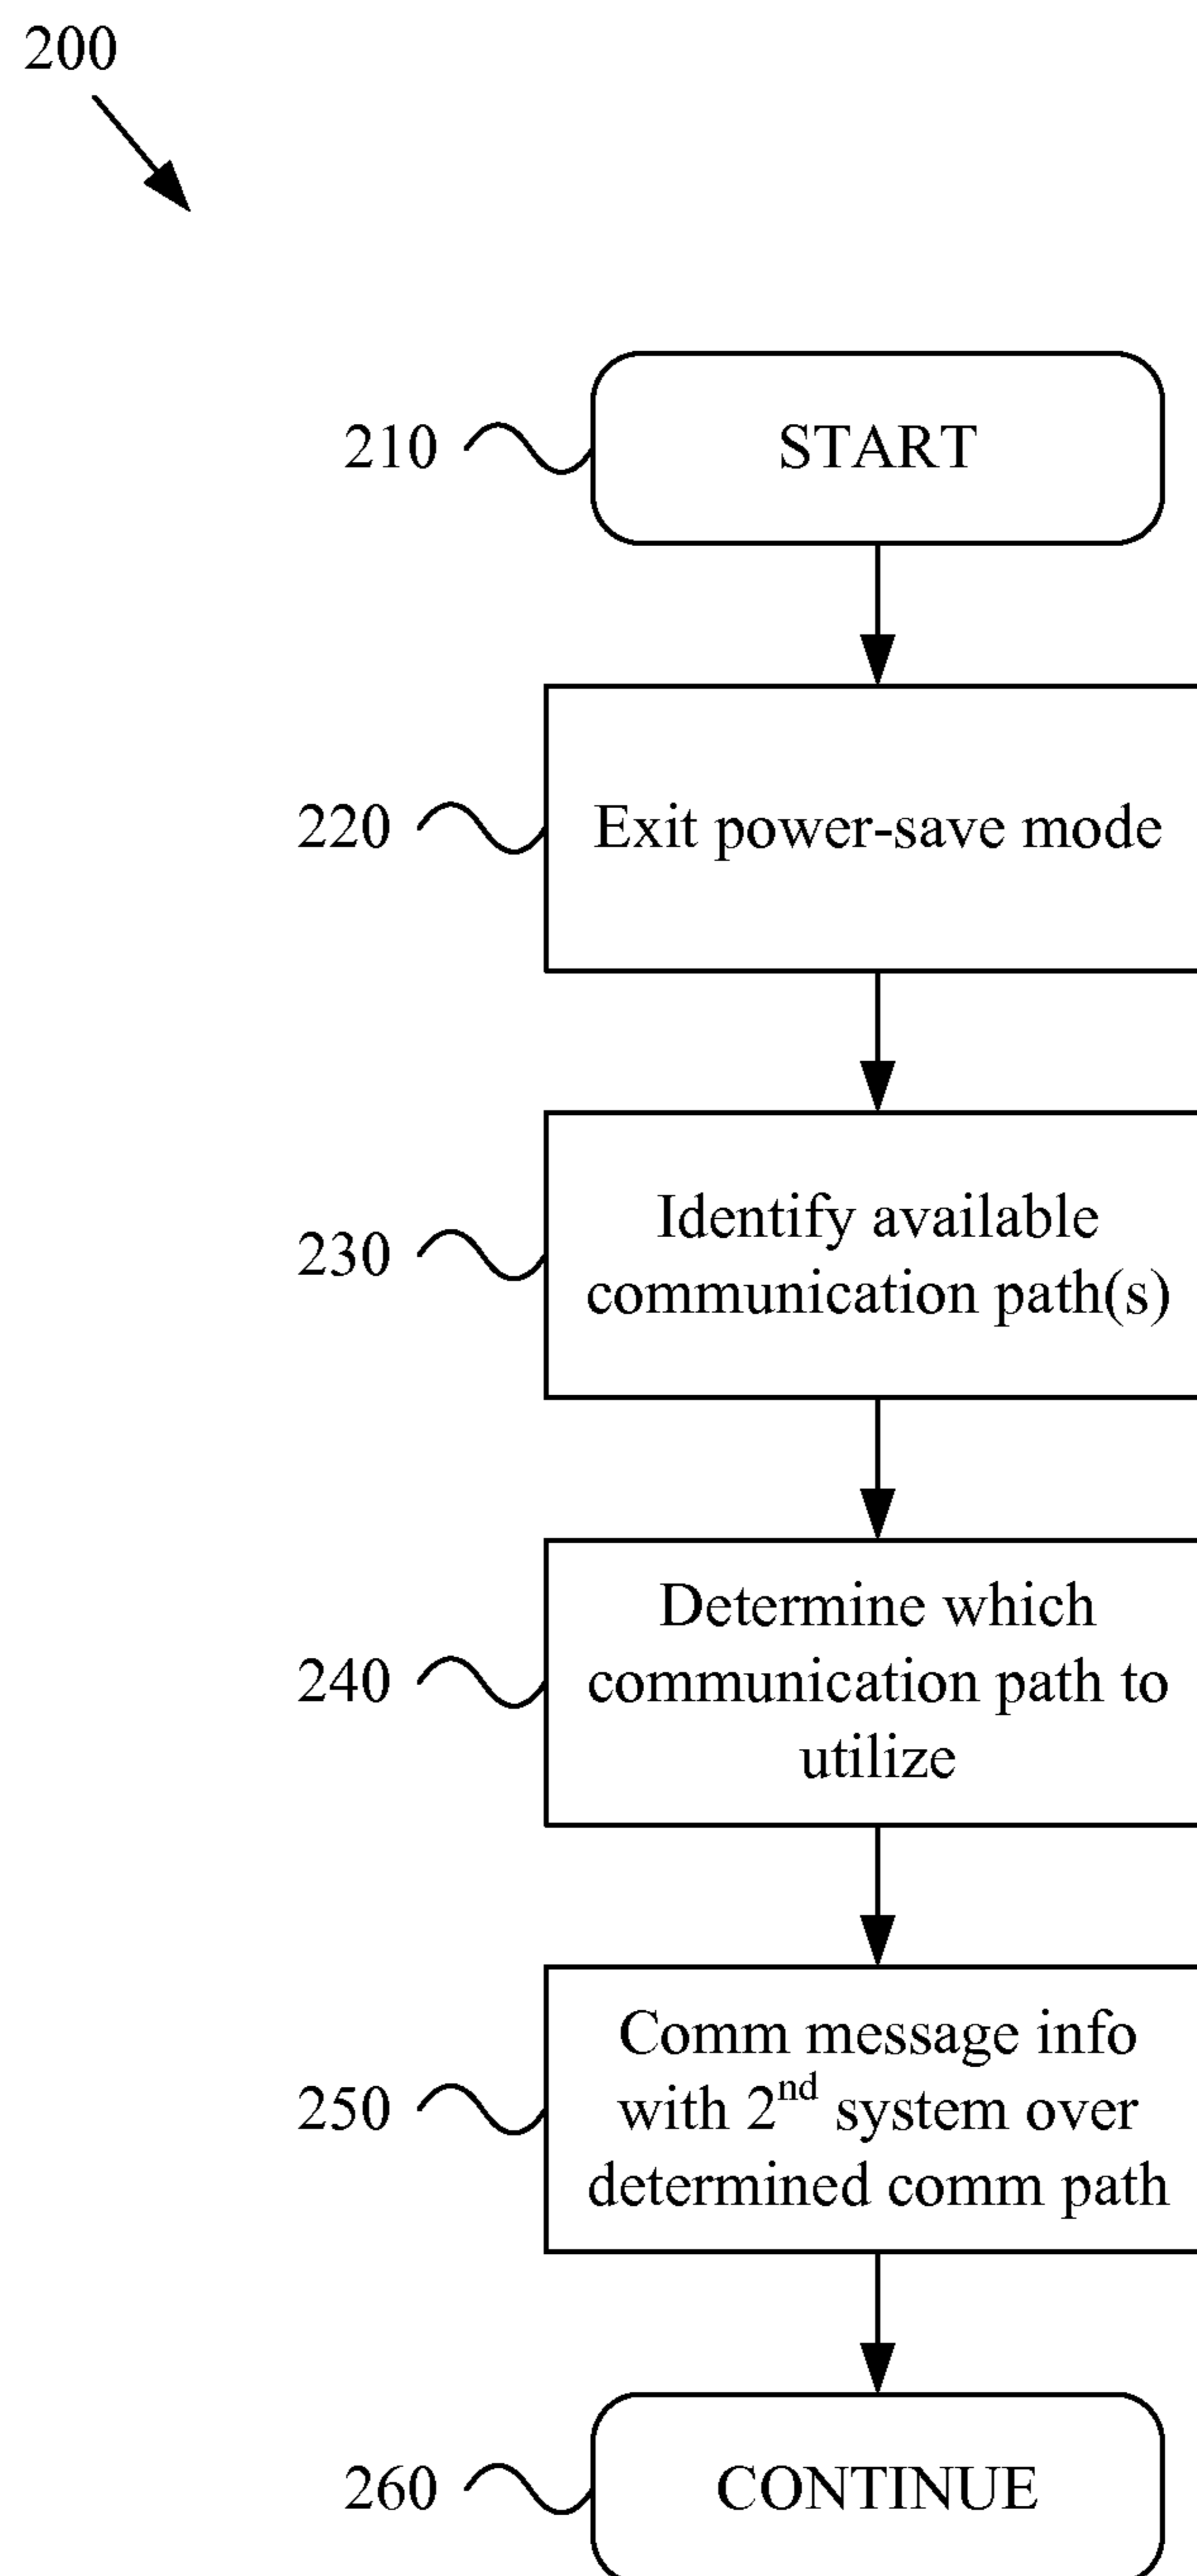 200
210
START
220
Exit power-save mode
230
Identify available
communication path(s)
240
Determine which
communication path to
utilize
250
Comm message info
with 2nd system over
determined comm path
260
CONTINUE